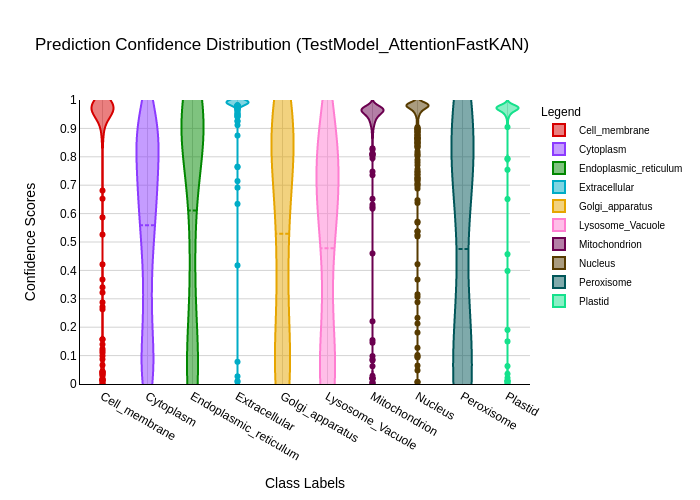 Prediction Confidence Distribution (TestModel_AttentionFastKAN)
Legend
Cell_membrane
Cytoplasm
Endoplasmic_reticulum
Extracellular
Golgi_apparatus
Lysosome_Vacuole
Mitochondrion
Nucleus
Peroxisome
Plastid
Confidence Scores
1
0.9
0.8
0.7
0.6
0.5
0.4
0.3
0.2
0.1
0
Cell_membrane
Cytoplasm
Endoplasmic_reticulum
Extracellular
Golgi_apparatus
Lysosome_Vacuole
Mitochondrion
Nucleus
Peroxisome
Plastid
Class Labels